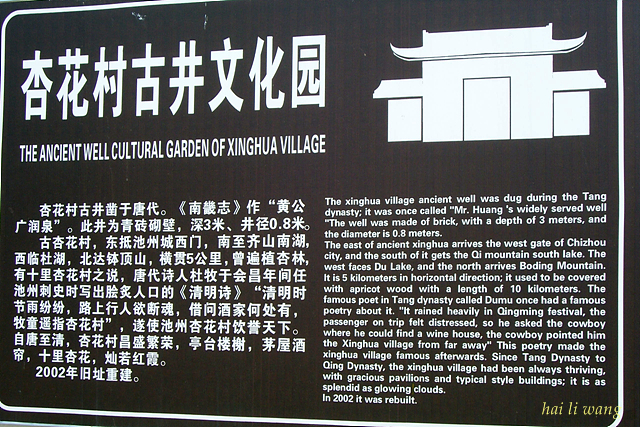 杏花村古井文化园
THE ANCIENT WELL CULTURAL GARDEN OF XINGHUA VILLAGE
杏花村古井凿于唐代。《南畿志》作“黄公
广润泉”。此井为青砖砌壁，深3米、井径0.8米。
古杏花村，东抵池州城西门，南至齐山南湖，
西临杜湖，北达钵顶山，横贯5公里，曾遍植杏林，
有十里杏花村之说，唐代诗人杜牧于会昌年间任
池州刺史时写出脍炙人口的《清明诗》“清明时
节雨纷纷，路上行人欲断魂，借问酒家何处有，
牧童遥指杏花村”，遂使池州杏花村饮誉天下。
自唐至清，杏花村昌盛繁荣，亭台楼榭，茅屋酒
帘，十里杏花，灿若红霞。
2002年旧址重建。
The xinghua village ancient well was dug during the Tang
dynasty; it was once called "Mr. Huang 's widely served well
"The well was made of brick, with a depth of 3 meters, and
the diameter is 0.8 meters.
The east of ancient xinghua arrives the west gate of Chizhou
city, and the south of it gets the Qi mountain south lake. The
west faces Du Lake, and the north arrives Boding Mountain.
It is 5 kilometers in horizontal direction; it used to be covered
with apricot wood with a length of 10 kilometers. The
famous poet in Tang dynasty called Dumu once had a famous
poetry about it. "It rained heavily in Qingming festival, the
passenger on trip felt distressed, so he asked the cowboy
where he could find a wine house, the cowboy pointed him
the Xinghua village from far away" This poetry made the
xinghua village famous afterwards. Since Tang Dynasty to
Qing Dynasty, the xinghua village had been always thriving,
with gracious pavilions and typical style buildings; it is as
splendid as glowing clouds.
In 2002 it was rebuilt.
hai li wang